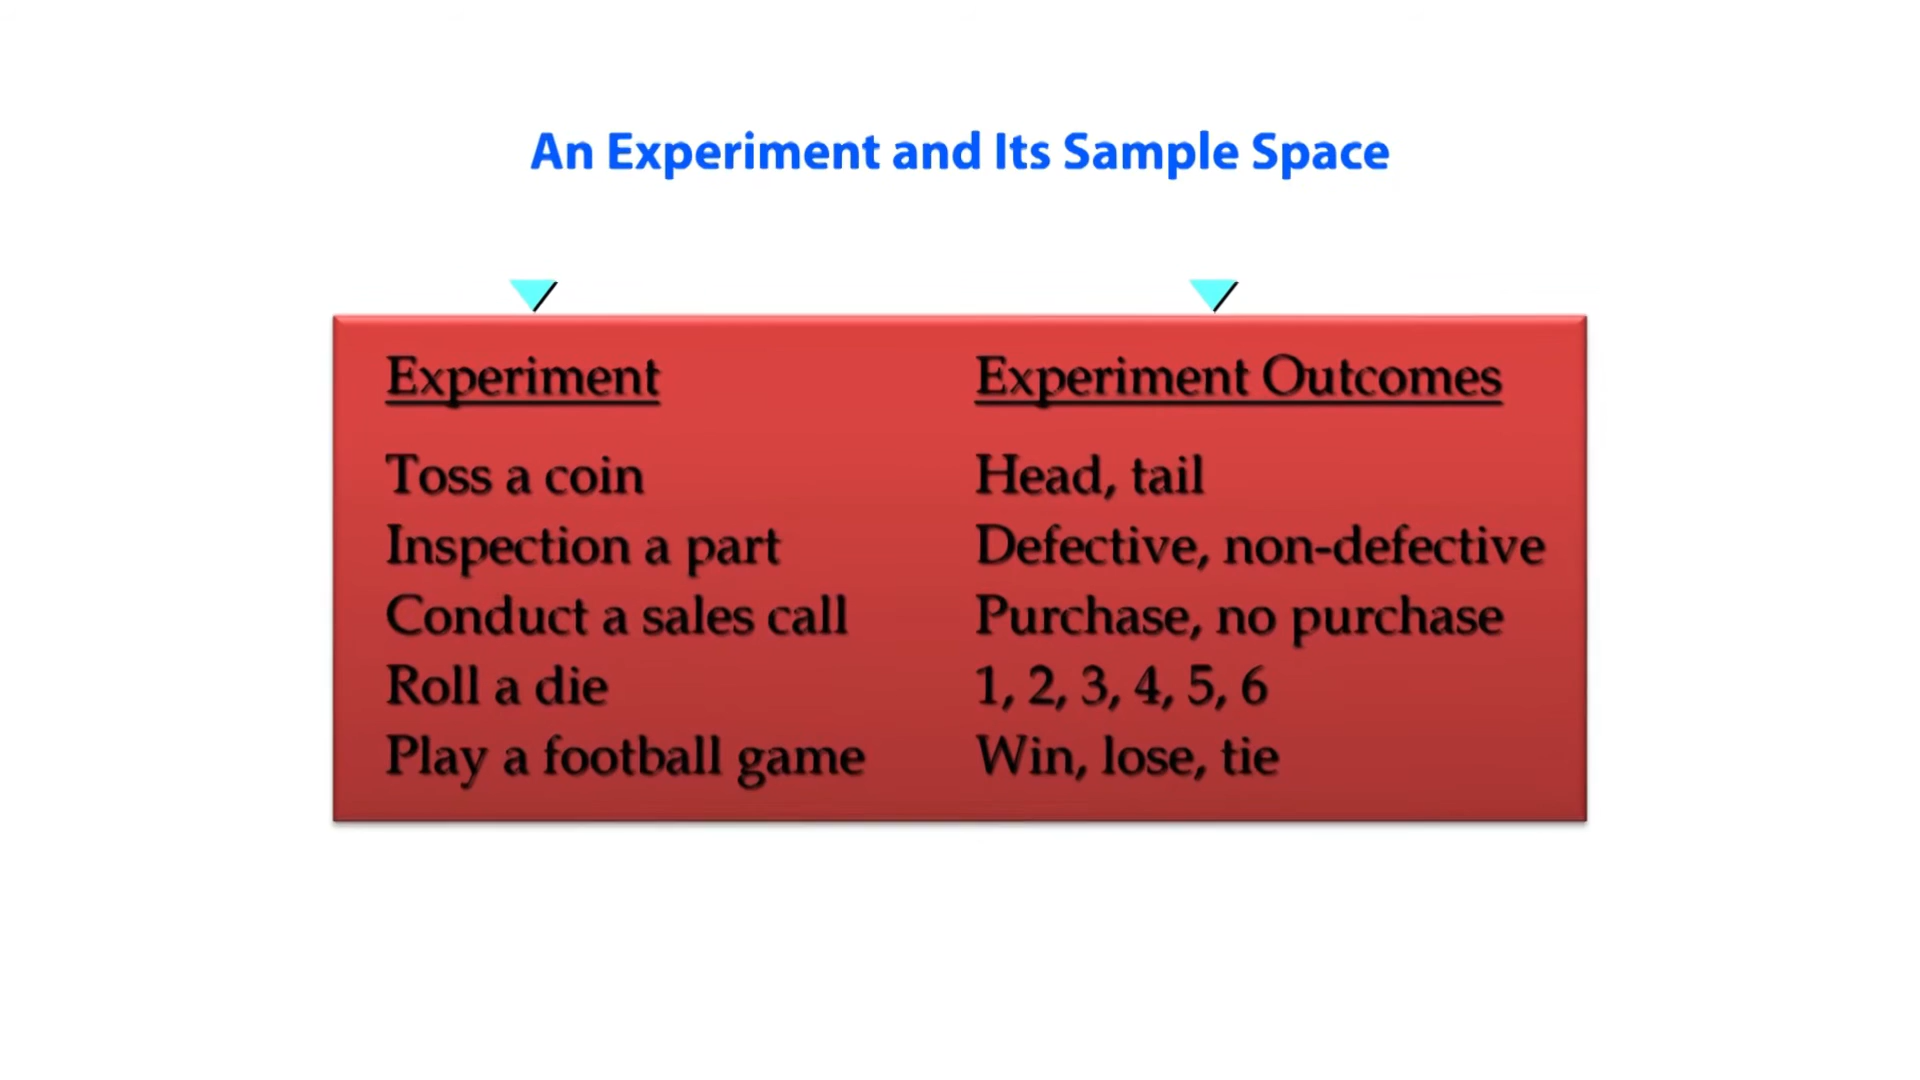 An Experiment and Its Sample Space
Experiment Experiment Outcomes
Toss a coin Head, tail
Inspection a part Defective, non-defective
Conduct a sales call Purchase, no purchase
Roll a die 1, 2, 3, 4, 5, 6
Play a football game Win, lose, tie